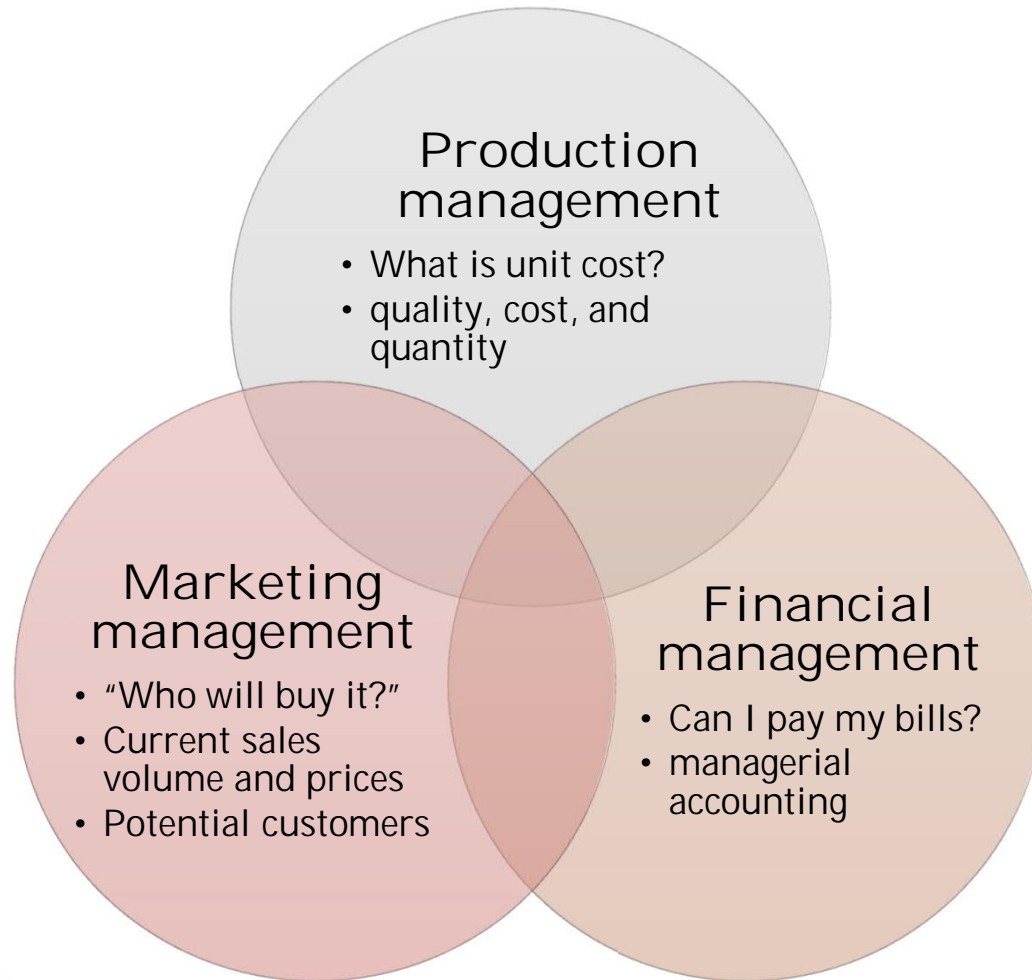 Production
management
• What is unit cost?
• quality, cost, and
quantity
Marketing
management
• “Who will buy it?”
• Current sales
volume and prices
• Potential customers
Financial
management
• Can I pay my bills?
• managerial
accounting